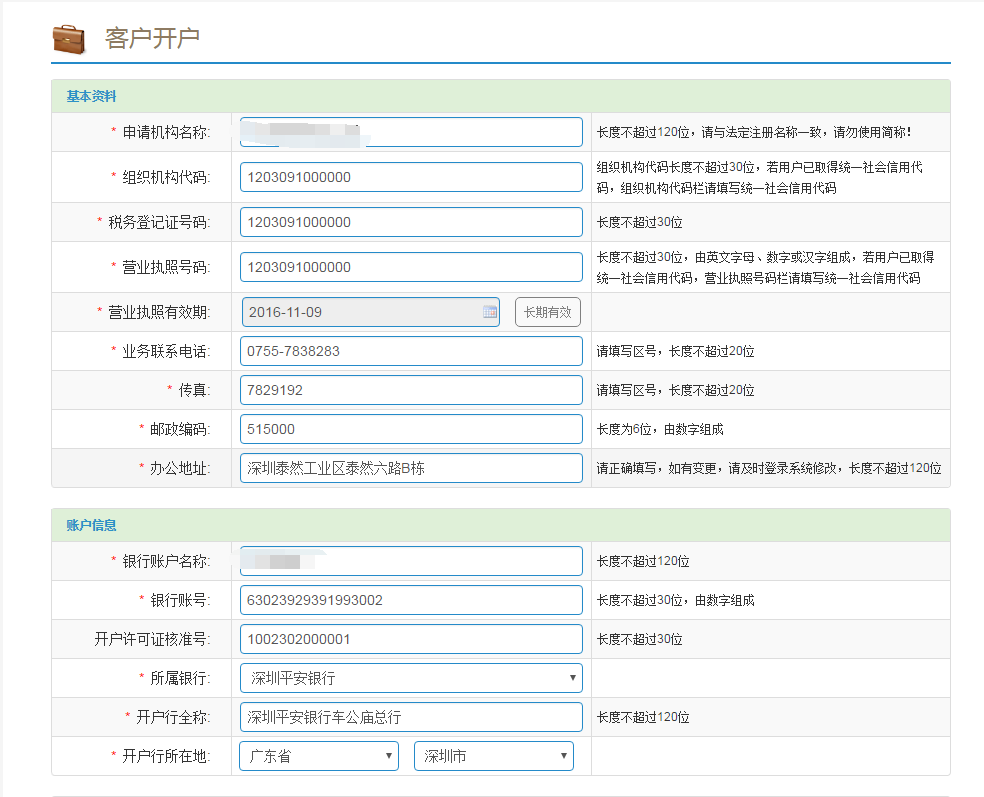 客户开户
基本资料
* 申请机构名称: 长度不超过120位，请与法定注册名称一致，请勿使用简称！
* 组织机构代码: 1203091000000 组织机构代码长度不超过30位，若用户已取得统一社会信用代
码，组织机构代码栏请填写统一社会信用代码
* 税务登记证号码: 1203091000000 长度不超过30位
* 营业执照号码: 1203091000000 长度不超过30位，由英文字母、数字或汉字组成，若用户已取得
统一社会信用代码，营业执照号码栏请填写统一社会信用代码
* 营业执照有效期: 2016-11-09 长期有效
* 业务联系电话: 0755-7838283 请填写区号，长度不超过20位
* 传真: 7829192 请填写区号，长度不超过20位
* 邮政编码: 515000 长度为6位，由数字组成
* 办公地址: 深圳泰然工业区泰然六路B栋 请正确填写，如有变更，请及时登录系统修改，长度不超过120位
账户信息
* 银行账户名称: 长度不超过120位
* 银行账号: 63023929391993002 长度不超过30位，由数字组成
开户许可证核准号: 1002302000001 长度不超过30位
* 所属银行: 深圳平安银行
* 开户行全称: 深圳平安银行车公庙总行 长度不超过120位
* 开户行所在地: 广东省 深圳市